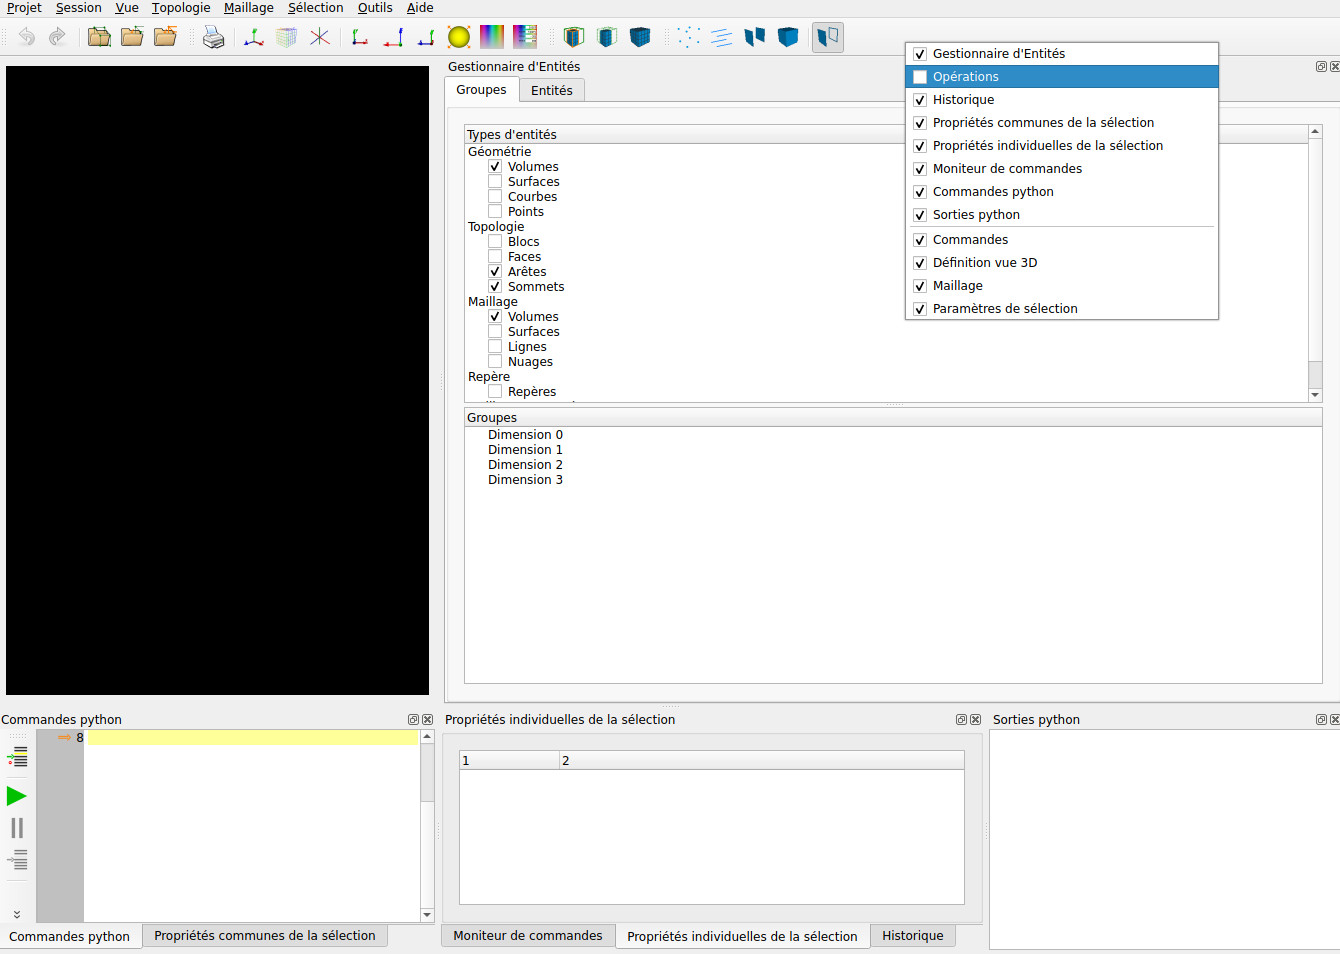 Projet Session Vue Topologie Maillage Sélection Outils Aide
Gestionnaire d'Entités
Groupes Entités
Types d'entités
Géométrie
Volumes
Surfaces
Courbes
Points
Topologie
Blocs
Faces
Arêtes
Sommets
Maillage
Volumes
Surfaces
Lignes
Nuages
Repère
Repères
Groupes
Dimension 0
Dimension 1
Dimension 2
Dimension 3
Gestionnaire d'Entités
Opérations
Historique
Propriétés communes de la sélection
Propriétés individuelles de la sélection
Moniteur de commandes
Commandes python
Sorties python
Commandes
Définition vue 3D
Maillage
Paramètres de sélection
Commandes python
8
Commandes python Propriétés communes de la sélection
Propriétés individuelles de la sélection
1 2
Moniteur de commandes Propriétés individuelles de la sélection Historique
Sorties python